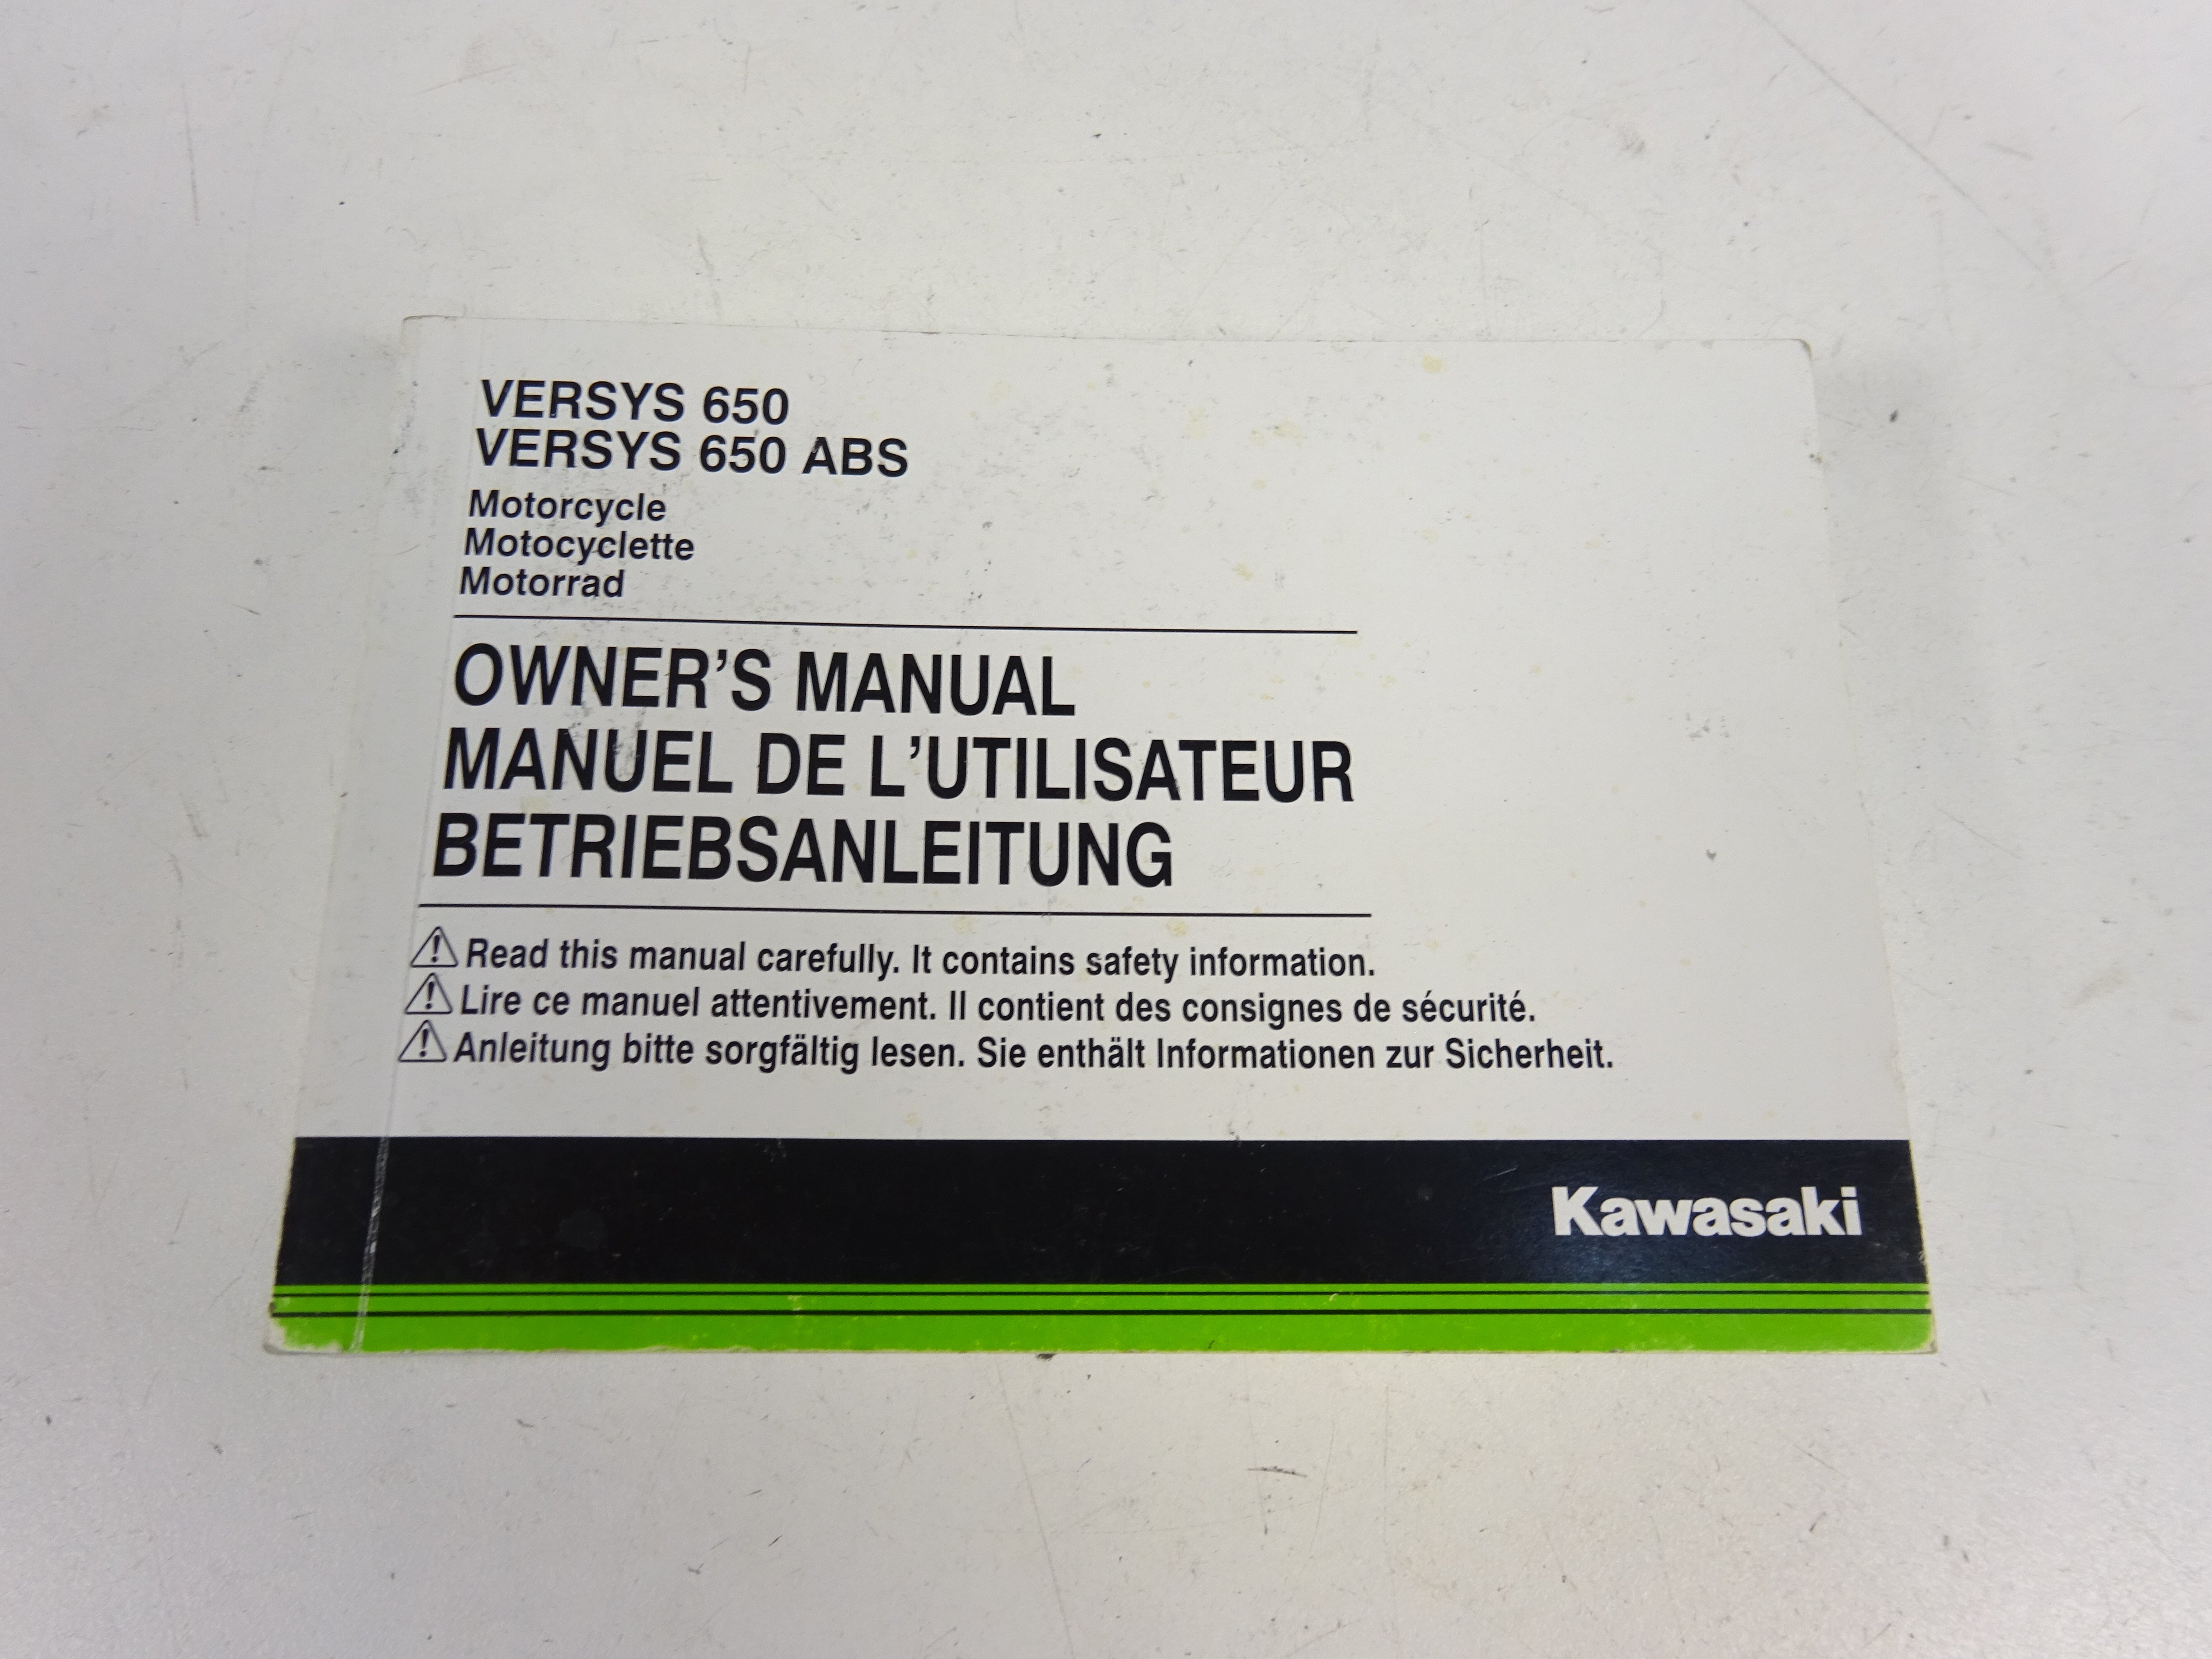 VERSYS 650
VERSYS 650 ABS
Motorcycle
Motocyclette
Motorrad
OWNER'S MANUAL
MANUEL DE L'UTILISATEUR
BETRIEBSANLEITUNG
Read this manual carefully. It contains safety information.
Lire ce manuel attentivement. Il contient des consignes de sécurité.
Anleitung bitte sorgfältig lesen. Sie enthält Informationen zur Sicherheit.
Kawasaki